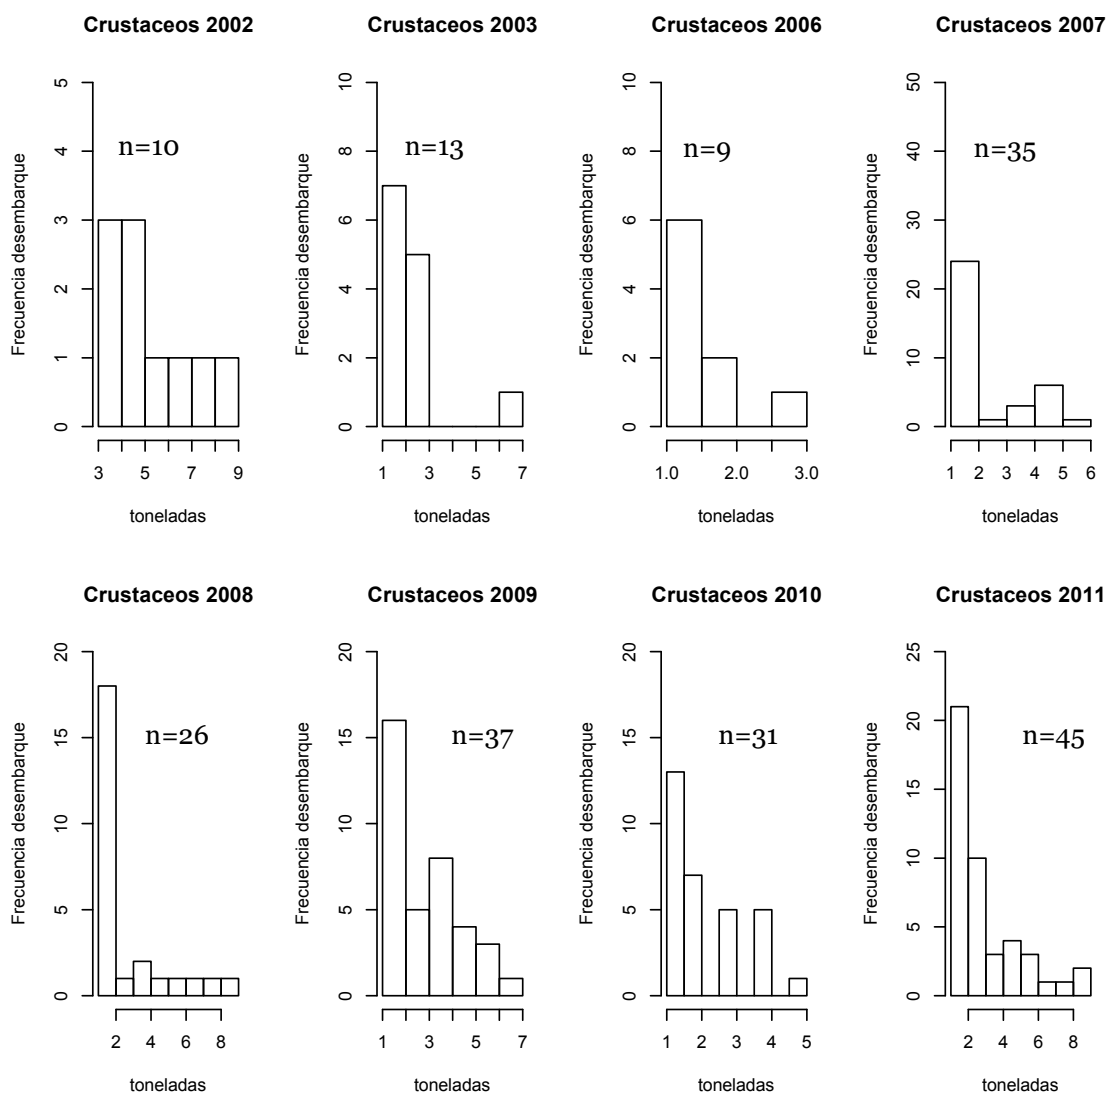 Crustaceos 2002
Frecuencia desembarque
0 1 2 3 4 5
n=10
3 5 7 9
toneladas
Crustaceos 2003
Frecuencia desembarque
0 2 4 6 8 10
n=13
1 3 5 7
toneladas
Crustaceos 2006
Frecuencia desembarque
0 2 4 6 8 10
n=9
1.0 2.0 3.0
toneladas
Crustaceos 2007
Frecuencia desembarque
0 10 20 30 40 50
n=35
1 2 3 4 5 6
toneladas
Crustaceos 2008
Frecuencia desembarque
0 5 10 15 20
n=26
2 4 6 8
toneladas
Crustaceos 2009
Frecuencia desembarque
0 5 10 15 20
n=37
1 3 5 7
toneladas
Crustaceos 2010
Frecuencia desembarque
0 5 10 15 20
n=31
1 2 3 4 5
toneladas
Crustaceos 2011
Frecuencia desembarque
0 5 10 15 20 25
n=45
2 4 6 8
toneladas